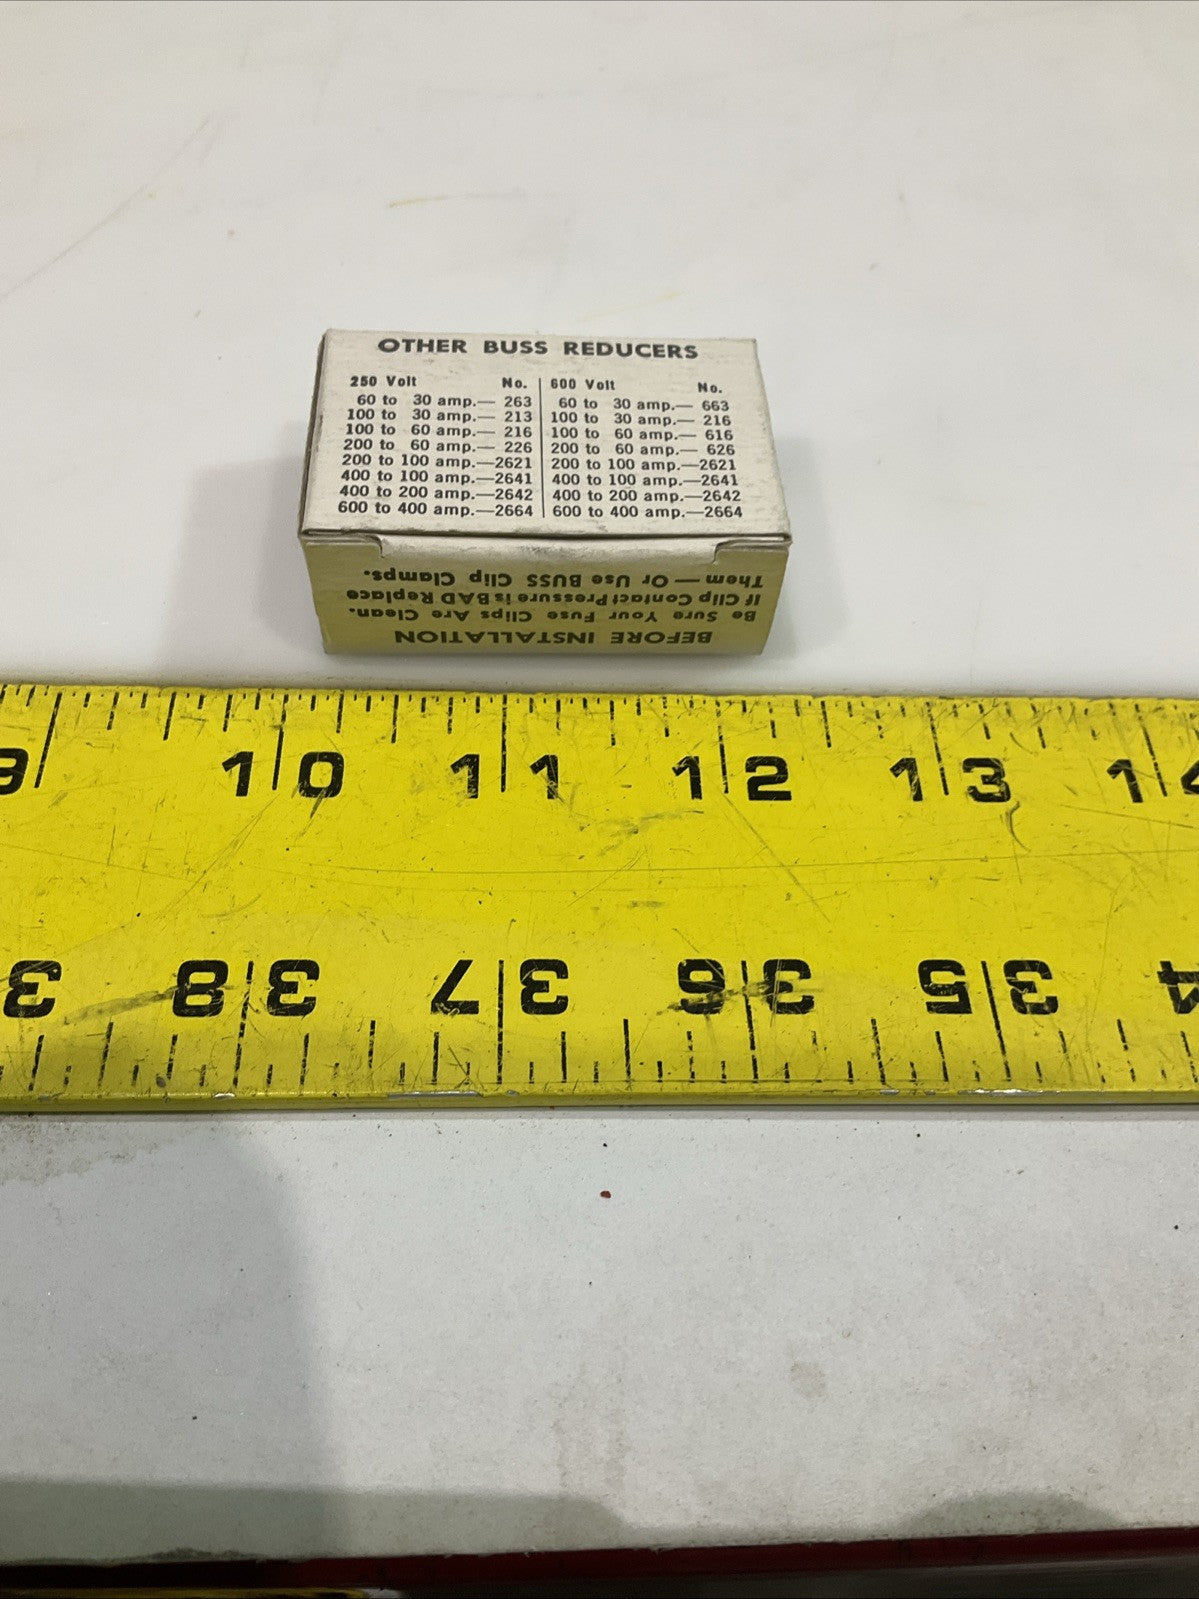 OTHER BUSS REDUCERS
250 Volt No. 600 Volt No.
60 to 30 amp.— 263 60 to 30 amp.— 663
100 to 30 amp.— 213 100 to 30 amp.— 216
100 to 60 amp.— 216 100 to 60 amp.— 616
200 to 60 amp.— 226 200 to 60 amp.— 626
200 to 100 amp.—2621 200 to 100 amp.—2621
400 to 100 amp.—2641 400 to 100 amp.—2641
400 to 200 amp.—2642 400 to 200 amp.—2642
600 to 400 amp.—2664 600 to 400 amp.—2664
BEFORE INSTALLATION
Be Sure Your Fuse Clips Are Clean.
If Clip Contact Pressure is BAD Replace
Them — Or Use BUSS Clip Clamps.
9 10 11 12 13 14
34 35 36 37 38 3